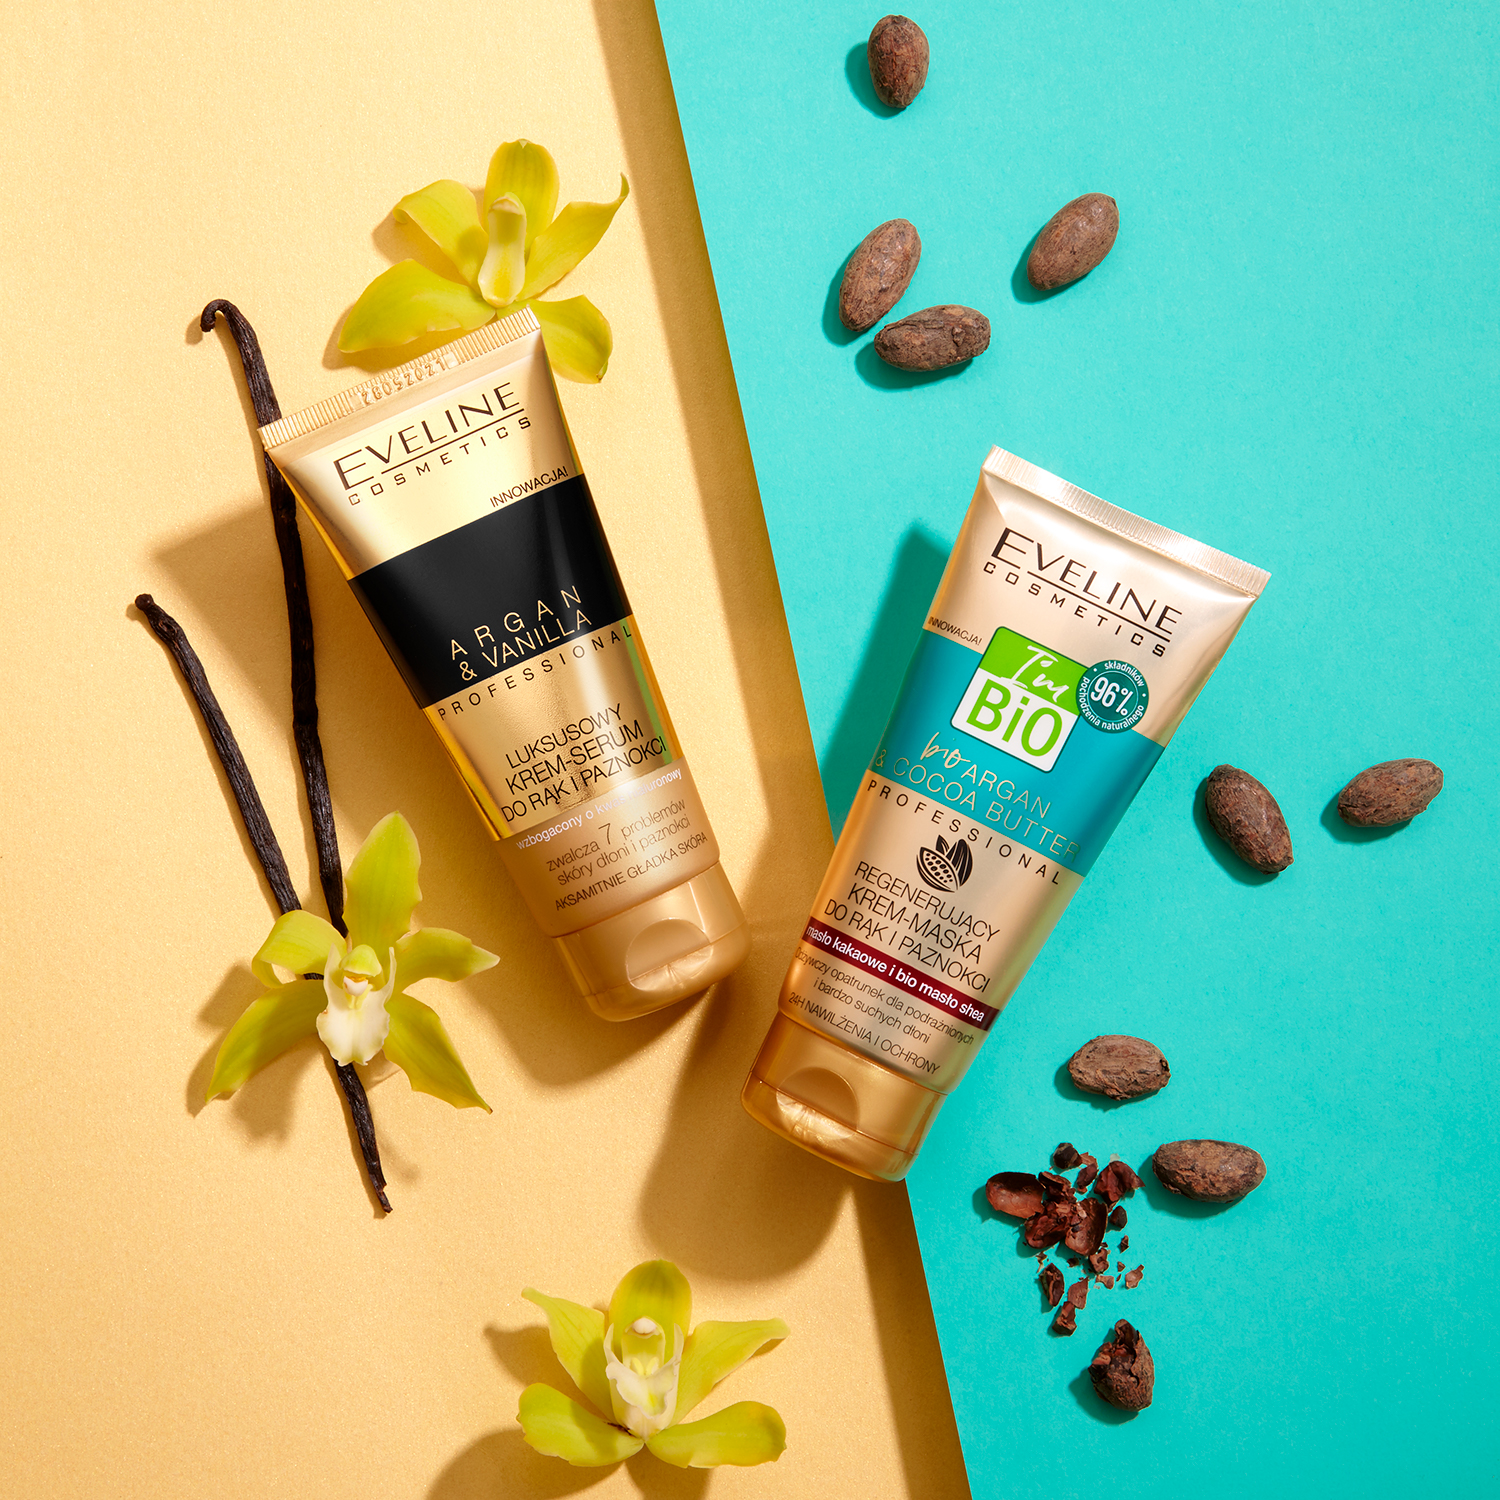 EVELINE
COSMETICS
INNOWACJA!
ARGAN
& VANILLA
PROFESSIONAL
LUKSUSOWY
KREM-SERUM
DO RĄK I PAZNOKCI
wzbogacony o kwas hialuronowy
zwalcza 7 problemów
skóry dłoni i paznokci
AKSAMITNIE GŁADKA SKÓRA
EVELINE
COSMETICS
INNOWACJA!
I'm
BiO
składników
96%
pochodzenia naturalnego
bio ARGAN
& COCOA BUTTER
PROFESSIONAL
REGENERUJĄCY
KREM-MASKA
DO RĄK I PAZNOKCI
masło kakaowe i bio masło shea
Odżywczy opatrunek dla podrażnionych
i bardzo suchych dłoni
24H NAWILŻENIA I OCHRONY